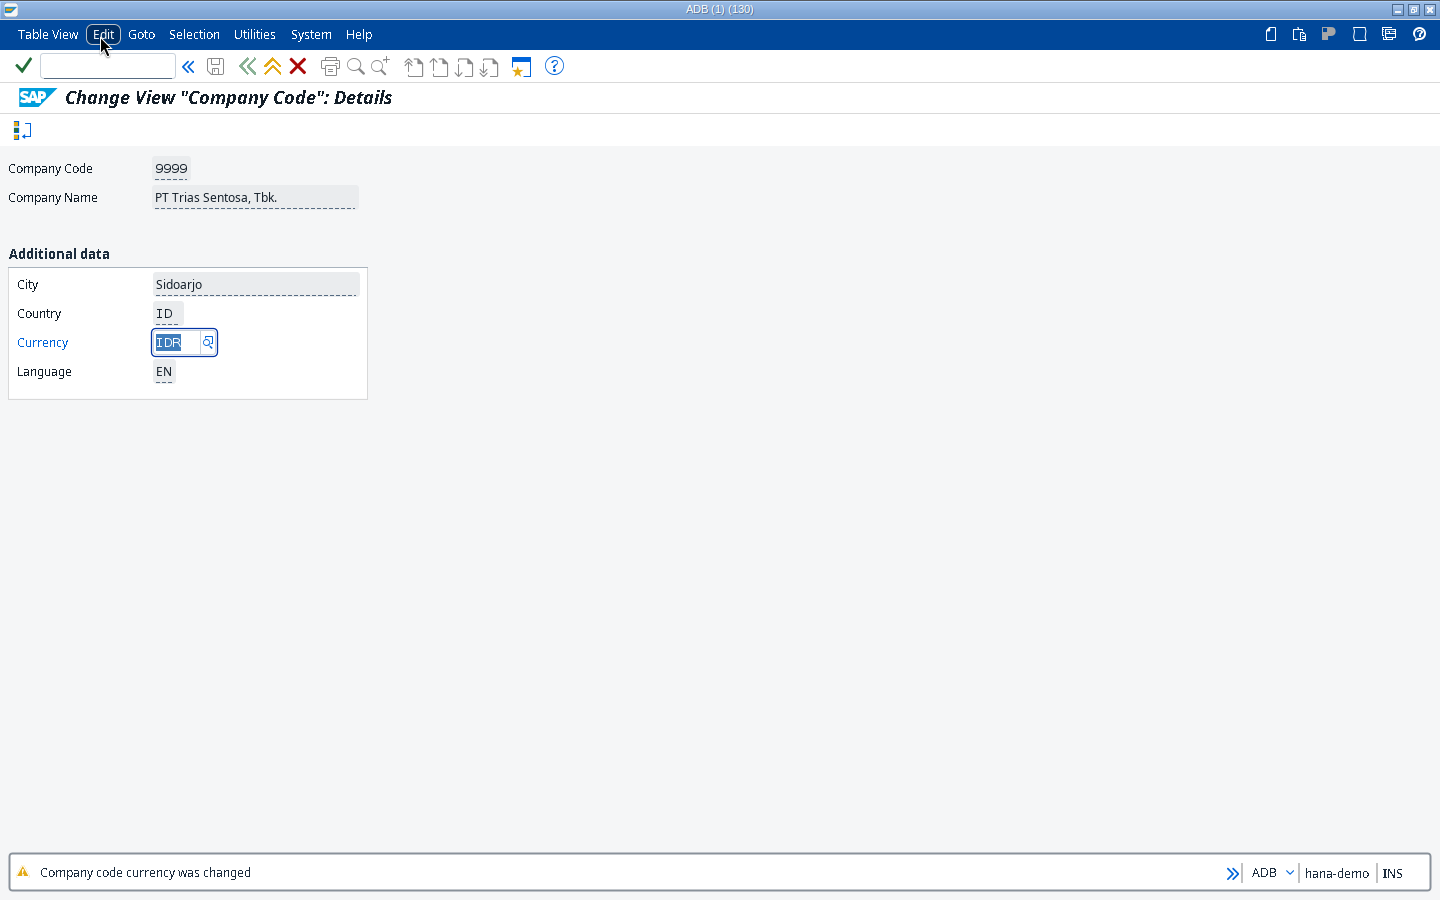 ADB (1) (130)
Table View Edit Goto Selection Utilities System Help
SAP Change View "Company Code": Details
Company Code 9999
Company Name PT Trias Sentosa, Tbk.
Additional data
City Sidoarjo
Country ID
Currency IDR
Language EN
Company code currency was changed ADB hana-demo INS